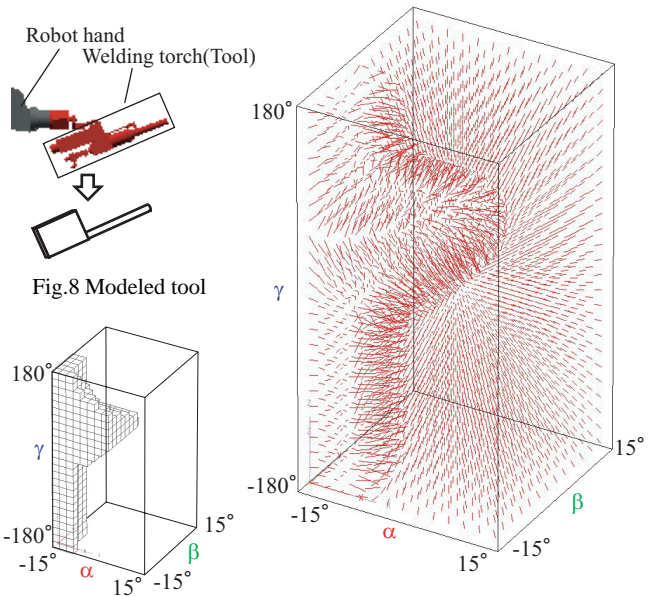 Robot hand
Welding torch(Tool)
Fig.8 Modeled tool
180°
γ
-180°
-15°
α
15°
-15°
β
15°
180°
γ
-180°
-15°
α
15°
-15°
β
15°